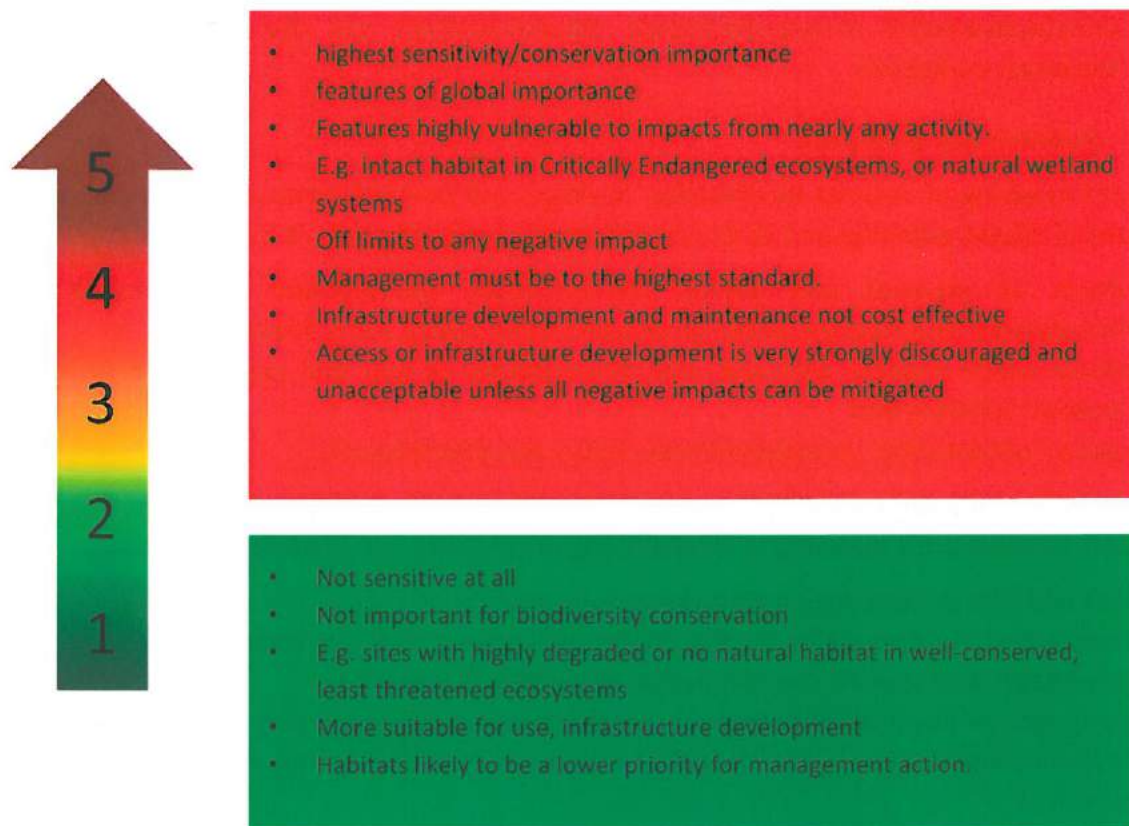 5
4
3
2
1
• highest sensitivity/conservation importance
• features of global importance
• Features highly vulnerable to impacts from nearly any activity.
• E.g. intact habitat in Critically Endangered ecosystems, or natural wetland
systems
• Off limits to any negative impact
• Management must be to the highest standard.
• Infrastructure development and maintenance not cost effective
• Access or infrastructure development is very strongly discouraged and
unacceptable unless all negative impacts can be mitigated
• Not sensitive at all
• Not important for biodiversity conservation
• E.g. sites with highly degraded or no natural habitat in well-conserved,
least threatened ecosystems
• More suitable for use, infrastructure development
• Habitats likely to be a lower priority for management action.